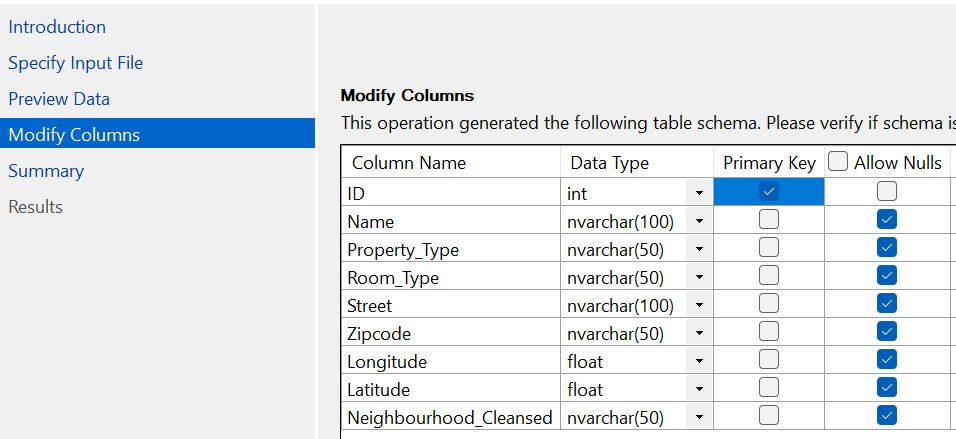 Introduction
Specify Input File
Preview Data
Modify Columns
Summary
Results
Modify Columns
This operation generated the following table schema. Please verify if schema is
Column Name Data Type Primary Key Allow Nulls
ID int
Name nvarchar(100)
Property_Type nvarchar(50)
Room_Type nvarchar(50)
Street nvarchar(100)
Zipcode nvarchar(50)
Longitude float
Latitude float
Neighbourhood_Cleansed nvarchar(50)